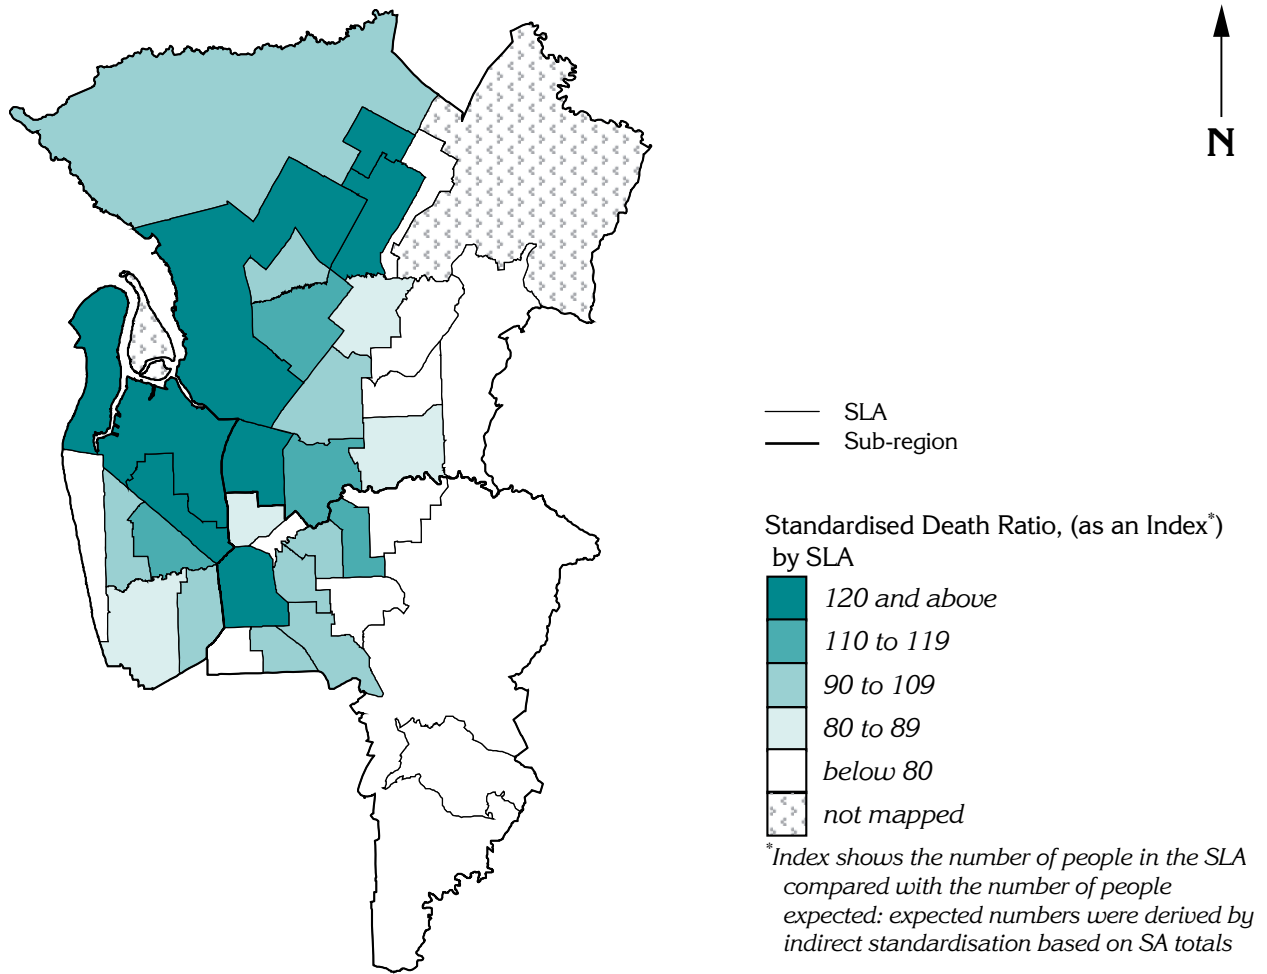 N
SLA
Sub-region
Standardised Death Ratio, (as an Index*)
by SLA
120 and above
110 to 119
90 to 109
80 to 89
below 80
not mapped
*Index shows the number of people in the SLA
compared with the number of people
expected: expected numbers were derived by
indirect standardisation based on SA totals